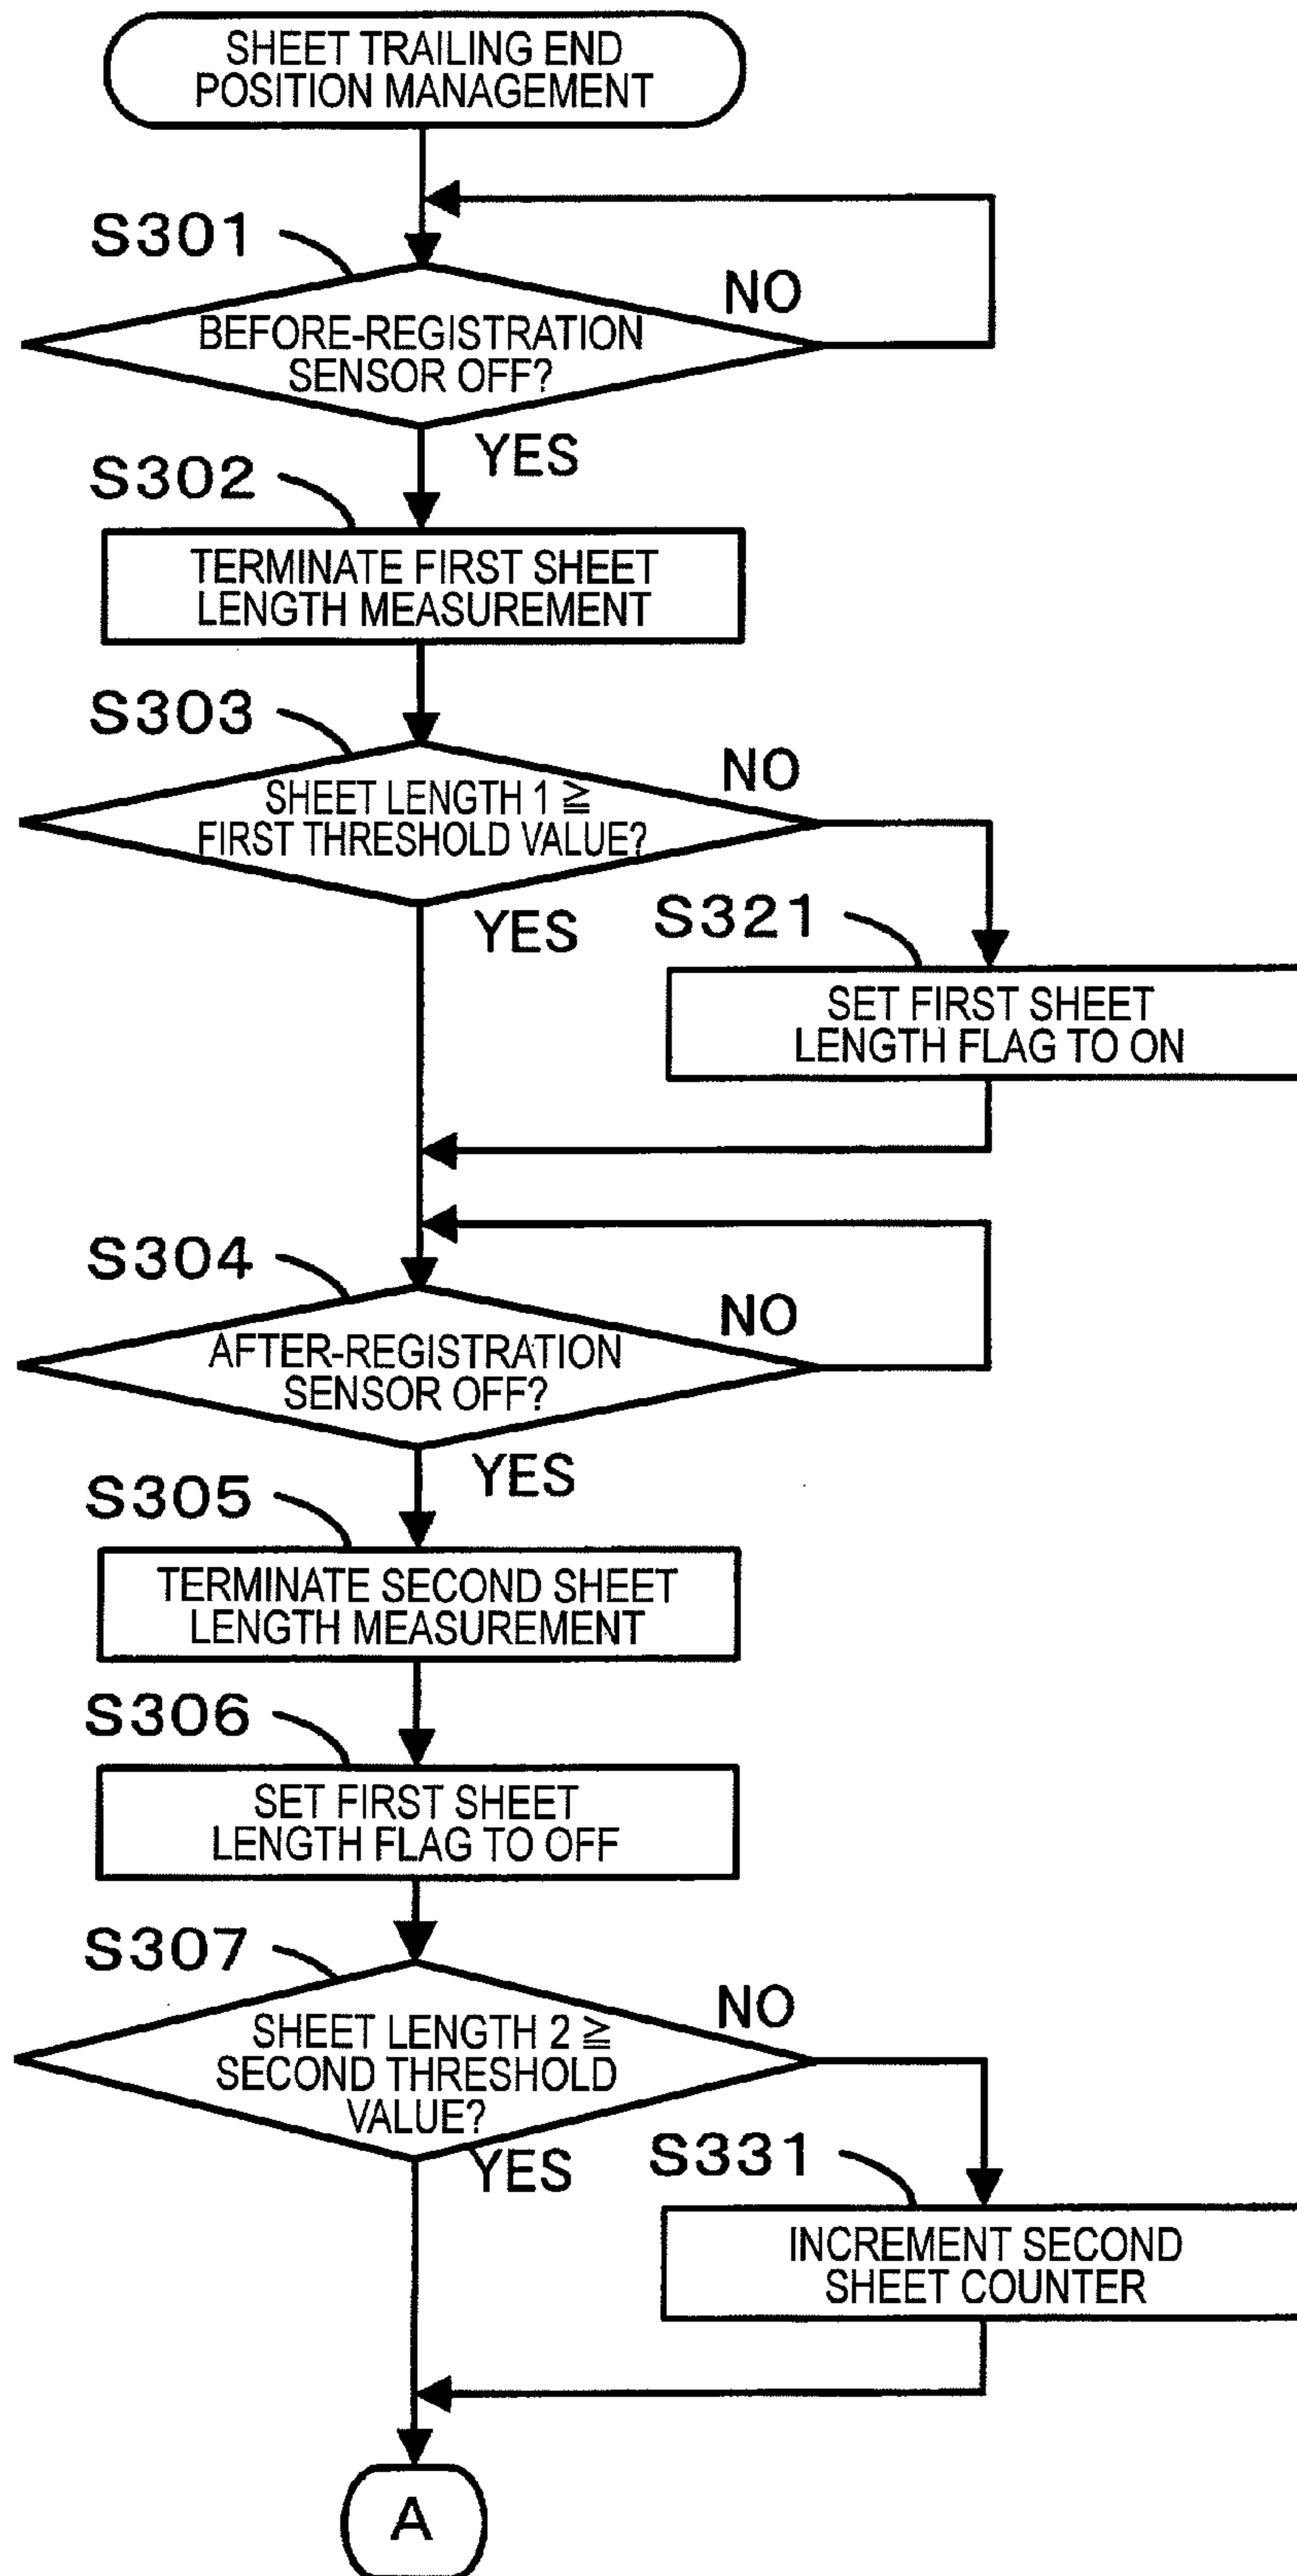 SHEET TRAILING END
POSITION MANAGEMENT
S301
NO
BEFORE-REGISTRATION
SENSOR OFF?
YES
S302
TERMINATE FIRST SHEET
LENGTH MEASUREMENT
S303
NO
SHEET LENGTH 1 ≧
FIRST THRESHOLD VALUE?
YES
S321
SET FIRST SHEET
LENGTH FLAG TO ON
S304
NO
AFTER-REGISTRATION
SENSOR OFF?
YES
S305
TERMINATE SECOND SHEET
LENGTH MEASUREMENT
S306
SET FIRST SHEET
LENGTH FLAG TO OFF
S307
NO
SHEET LENGTH 2 ≧
SECOND THRESHOLD
VALUE?
YES
S331
INCREMENT SECOND
SHEET COUNTER
A